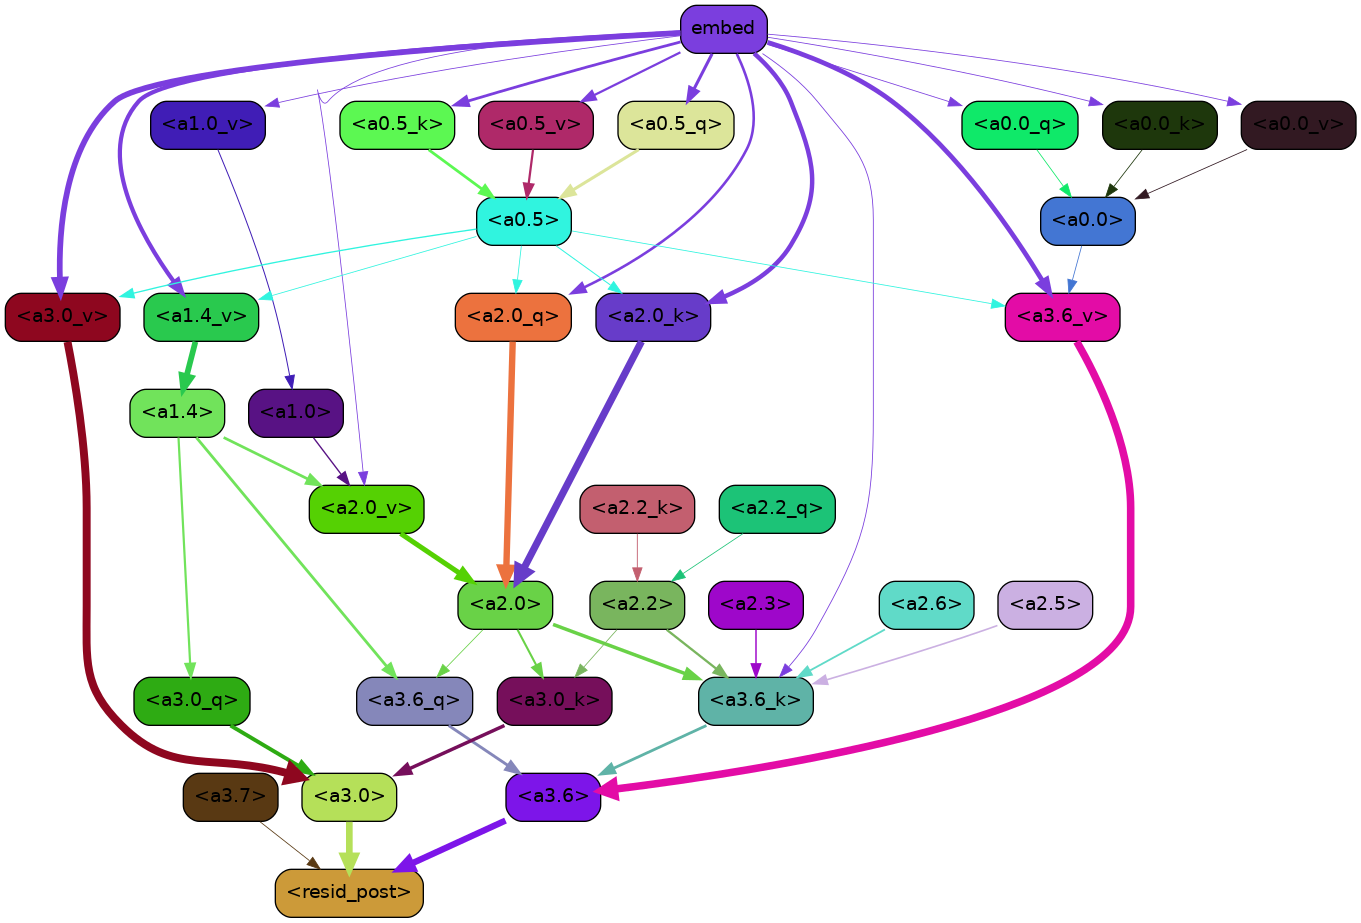 embed
<a1.0_v>
<a0.5_k>
<a0.5_v>
<a0.5_q>
<a0.0_q>
<a0.0_k>
<a0.0_v>
<a0.5>
<a0.0>
<a3.0_v>
<a1.4_v>
<a2.0_q>
<a2.0_k>
<a3.6_v>
<a1.4>
<a1.0>
<a2.0_v>
<a2.2_k>
<a2.2_q>
<a2.0>
<a2.2>
<a2.3>
<a2.6>
<a2.5>
<a3.0_q>
<a3.6_q>
<a3.0_k>
<a3.6_k>
<a3.7>
<a3.0>
<a3.6>
<resid_post>